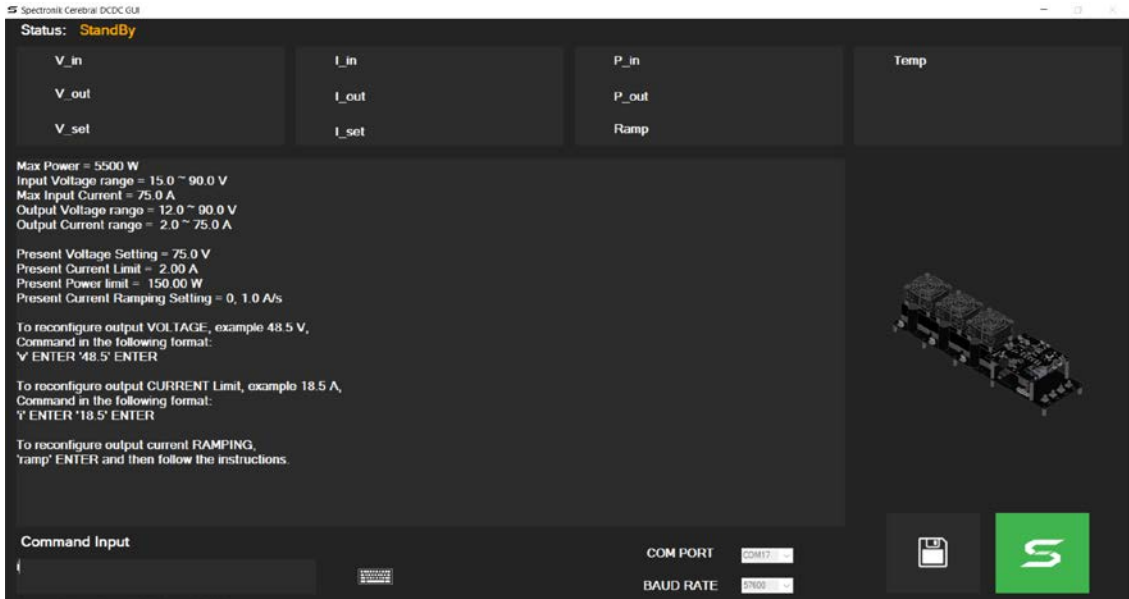 Spectronik Cerebral DCDC GUI
Status: StandBy
V_in I_in P_in Temp
V_out I_out P_out
V_set I_set Ramp
Max Power = 5500 W
Input Voltage range = 15.0 ~ 90.0 V
Max Input Current = 75.0 A
Output Voltage range = 12.0 ~ 90.0 V
Output Current range = 2.0 ~ 75.0 A
Present Voltage Setting = 75.0 V
Present Current Limit = 2.00 A
Present Power limit = 150.00 W
Present Current Ramping Setting = 0, 1.0 A/s
To reconfigure output VOLTAGE, example 48.5 V,
Command in the following format:
'v' ENTER '48.5' ENTER
To reconfigure output CURRENT Limit, example 18.5 A,
Command in the following format:
'i' ENTER '18.5' ENTER
To reconfigure output current RAMPING,
'ramp' ENTER and then follow the instructions.
Command Input
COM PORT COM17
BAUD RATE 57600